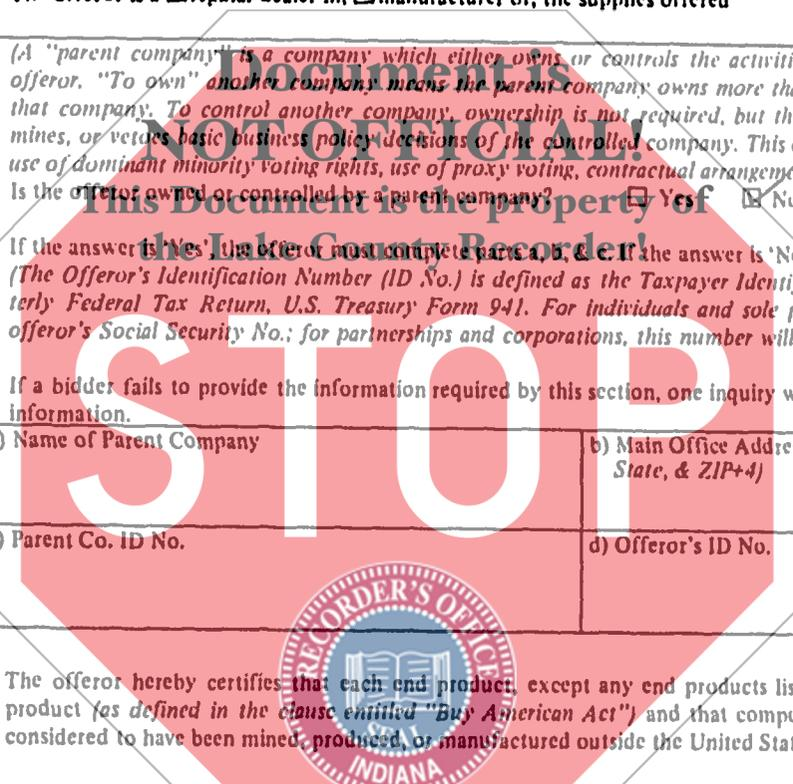 the supplies offered
(A "parent company" is a company which either owns or controls the activiti
Document is
offeror. "To own" another company means the parent company owns more tha
that company. To control another company, ownership is not required, but th
NOT OFFICIAL!
mines, or vetoes basic business policy decisions of the controlled company. This
use of dominant minority voting rights, use of proxy voting, contractual arrangeme
Is the offeror owned or controlled by a parent company? Yes No
This Document is the property of
the Lake County Recorder!
If the answer is 'Yes', the offeror must complete parts a, b, & c. If the answer is 'N
(The Offeror's Identification Number (ID No.) is defined as the Taxpayer Identi
terly Federal Tax Return, U.S. Treasury Form 941. For individuals and sole p
offeror's Social Security No.; for partnerships and corporations, this number will
STOP
If a bidder fails to provide the information required by this section, one inquiry w
information.
) Name of Parent Company
b) Main Office Addre
State, & ZIP+4)
) Parent Co. ID No.
d) Offeror's ID No.
RECORDER'S OFFICE
SEAL
INDIANA
The offeror hereby certifies that each end product, except any end products lis
product (as defined in the clause entitled "Buy American Act") and that compo
considered to have been mined, produced, or manufactured outside the United Stat